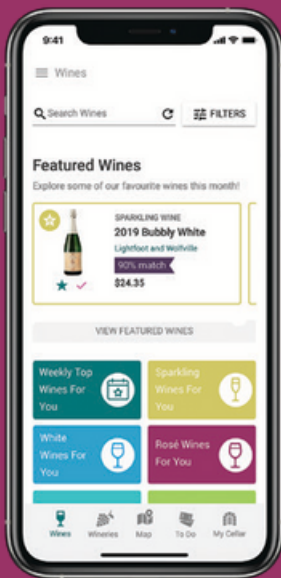 9:41
Wines
Search Wines
FILTERS
Featured Wines
Explore some of our favourite wines this month!
SPARKLING WINE
2019 Bubbly White
Lightfoot and Wolfville
90% match
$24.35
VIEW FEATURED WINES
Weekly Top
Wines For
You
Sparkling
Wines For
You
White
Wines For
You
Rosé Wines
For You
Wines
Wineries
Map
To Do
My Cellar